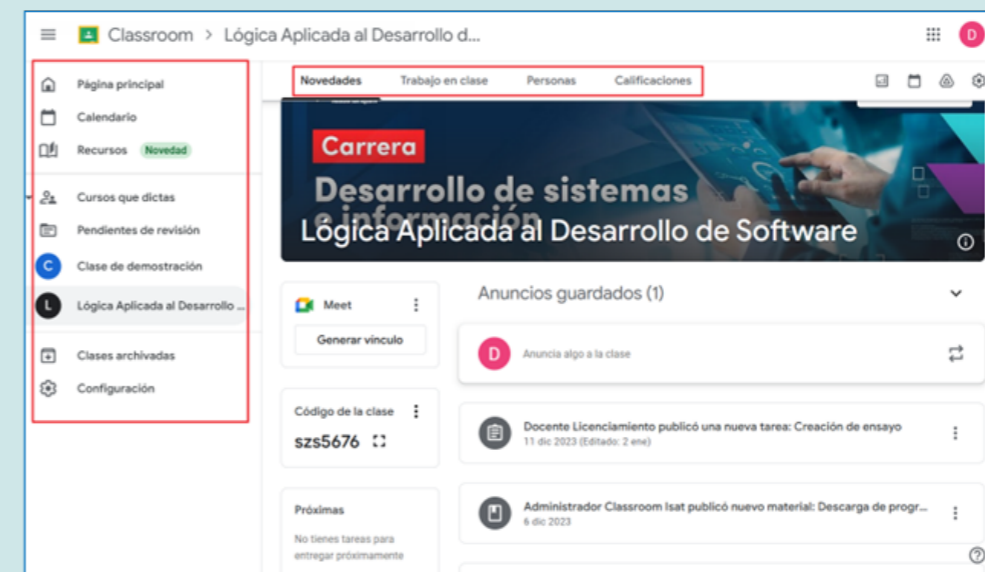 Classroom > Lógica Aplicada al Desarrollo d...
D
Página principal
Calendario
Recursos Novedad
Cursos que dictas
Pendientes de revisión
C Clase de demostración
L Lógica Aplicada al Desarrollo ...
Clases archivadas
Configuración
Novedades Trabajo en clase Personas Calificaciones
Carrera
Desarrollo de sistemas
e información
Lógica Aplicada al Desarrollo de Software
Meet
Generar vínculo
Código de la clase
szs5676
Próximas
No tienes tareas para
entregar próximamente
Anuncios guardados (1)
D Anuncia algo a la clase
Docente Licenciamiento publicó una nueva tarea: Creación de ensayo
11 dic 2023 (Editado: 2 ene)
Administrador Classroom Isat publicó nuevo material: Descarga de progr...
6 dic 2023